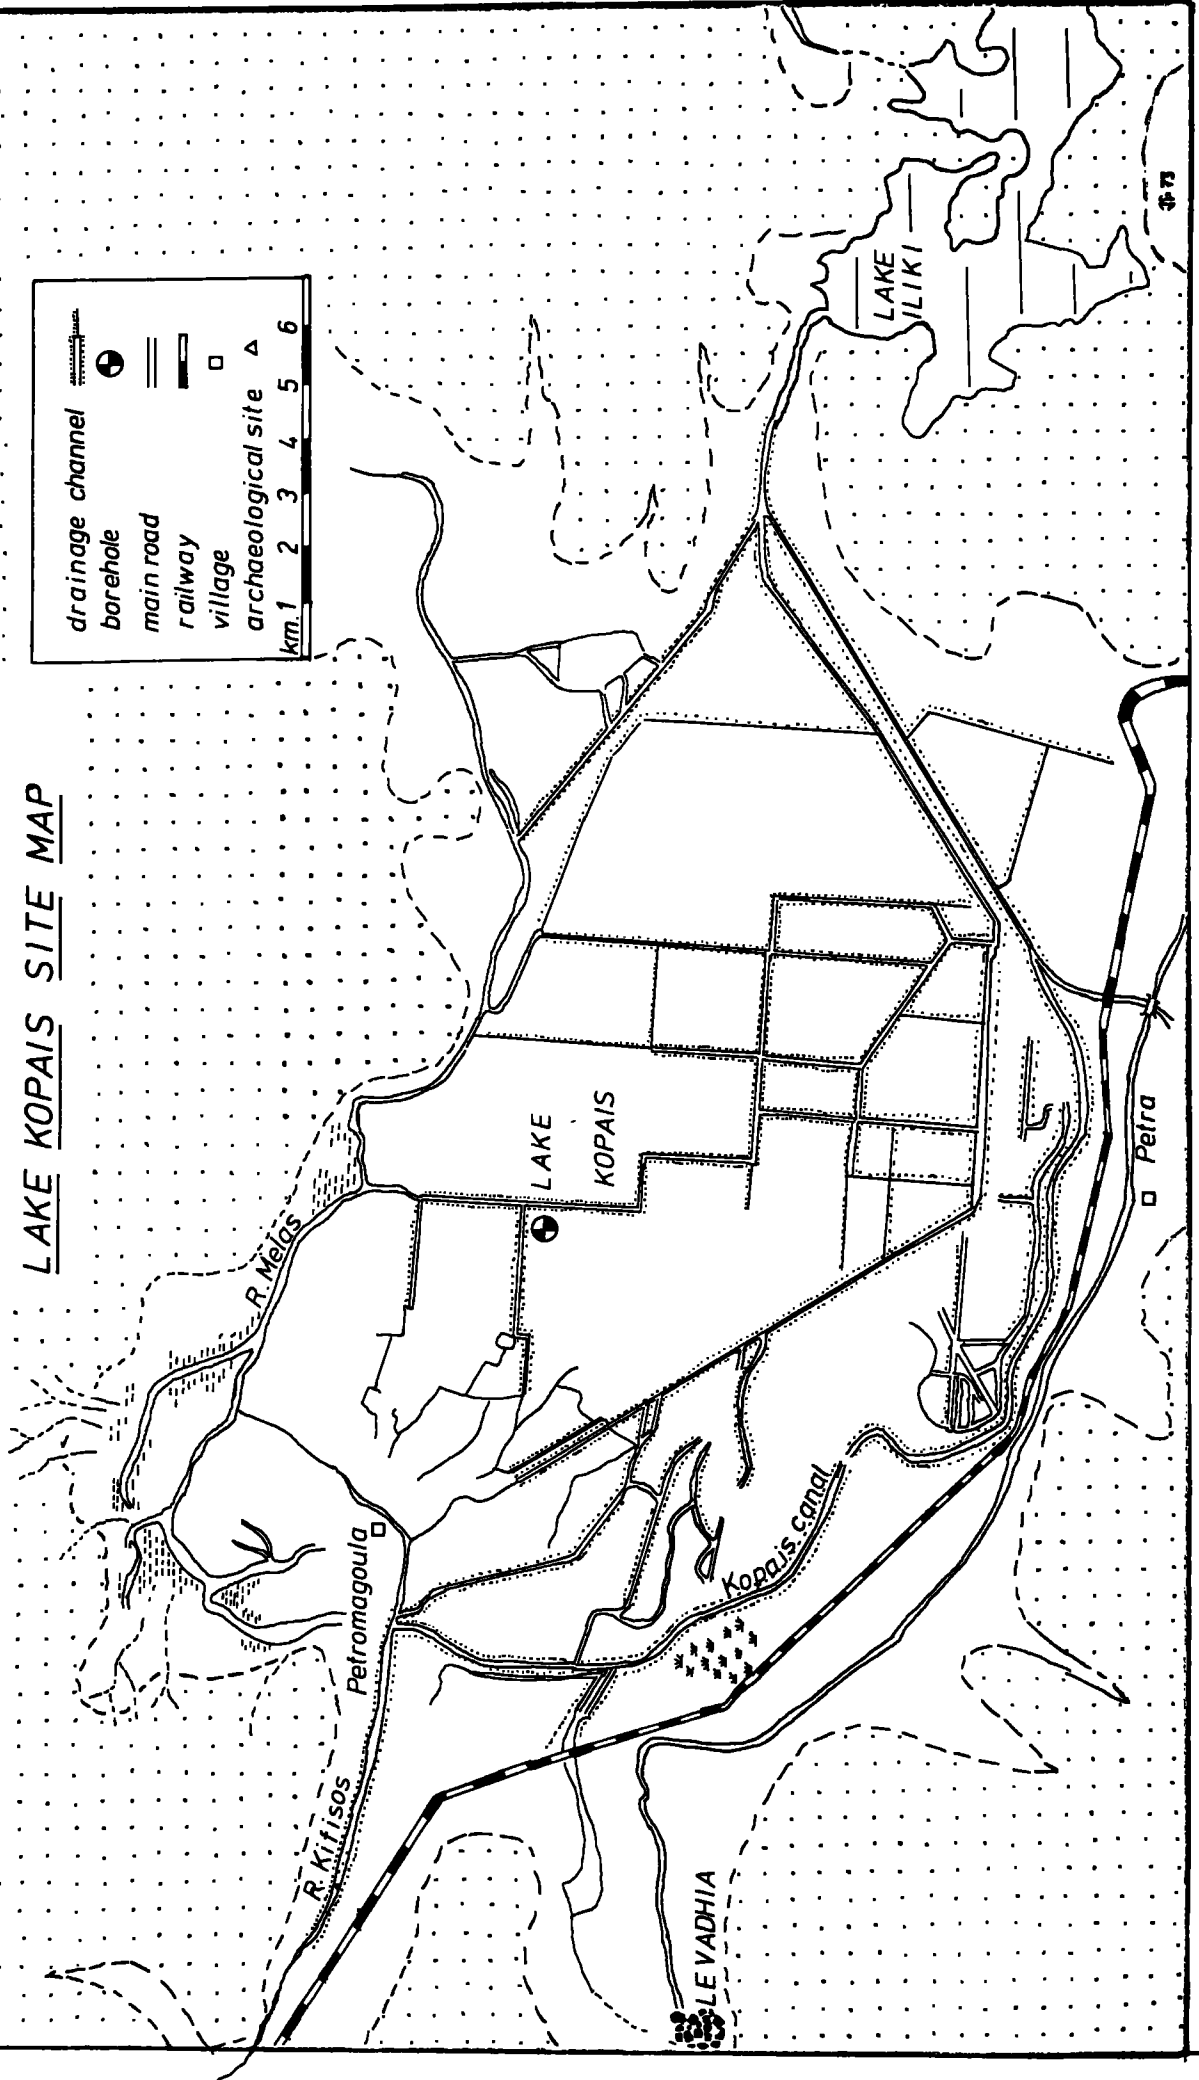 LAKE KOPAIS SITE MAP
drainage channel
borehole
main road
railway
village
archaeological site
km. 1 2 3 4 5 6
R. Melas
Petromagoula
R. Kifisos
LAKE
KOPAIS
Kopais canal
LEVADHIA
Petra
LAKE
ILIKI